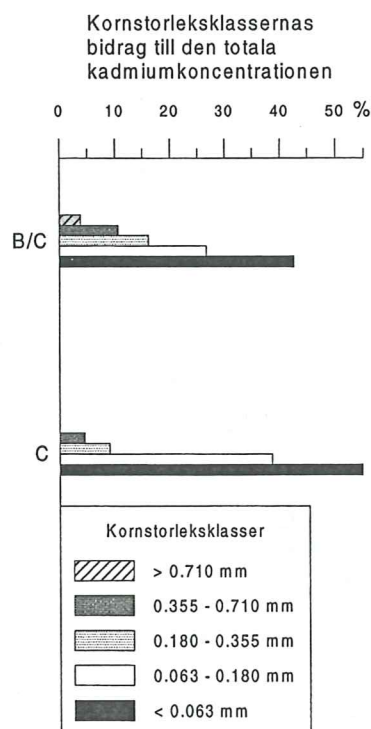 Kornstorleksklassernas
bidrag till den totala
kadmiumkoncentrationen
0 10 20 30 40 50 %
B/C
C
Kornstorleksklasser
> 0.710 mm
0.355 - 0.710 mm
0.180 - 0.355 mm
0.063 - 0.180 mm
< 0.063 mm